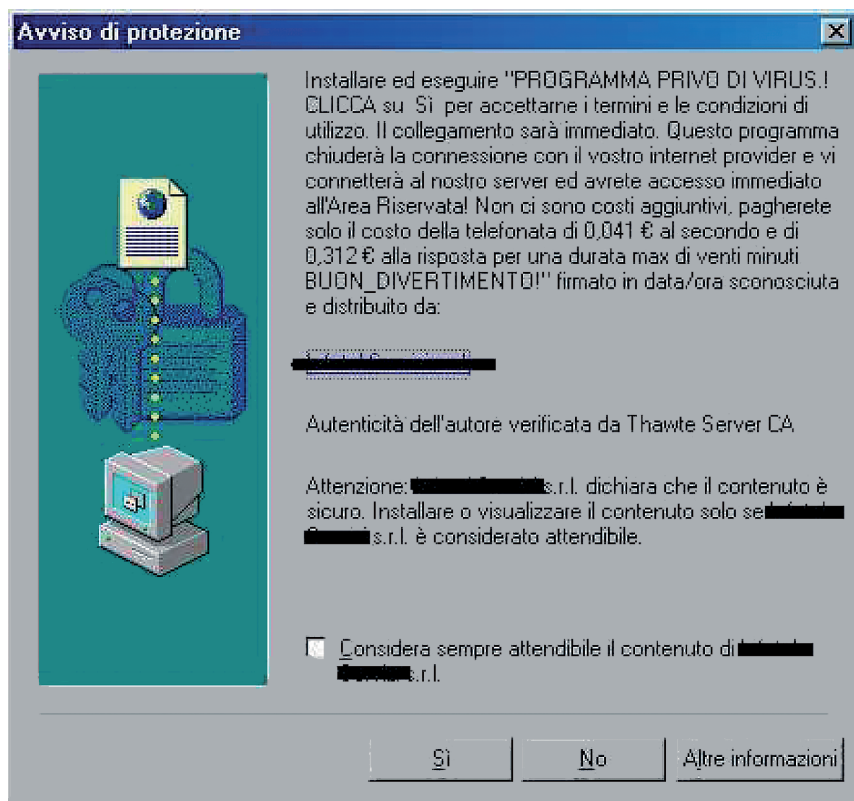 Avviso di protezione
Installare ed eseguire "PROGRAMMA PRIVO DI VIRUS.!
CLICCA su Sì per accettarne i termini e le condizioni di
utilizzo. Il collegamento sarà immediato. Questo programma
chiuderà la connessione con il vostro internet provider e vi
connetterà al nostro server ed avrete accesso immediato
all'Area Riservata! Non ci sono costi aggiuntivi, pagherete
solo il costo della telefonata di 0,041 € al secondo e di
0,312 € alla risposta per una durata max di venti minuti
BUON_DIVERTIMENTO!" firmato in data/ora sconosciuta
e distribuito da:
Autenticità dell'autore verificata da Thawte Server CA
Attenzione: s.r.l. dichiara che il contenuto è
sicuro. Installare o visualizzare il contenuto solo se
s.r.l. è considerato attendibile.
Considera sempre attendibile il contenuto di
s.r.l.
Sì
No
Altre informazioni